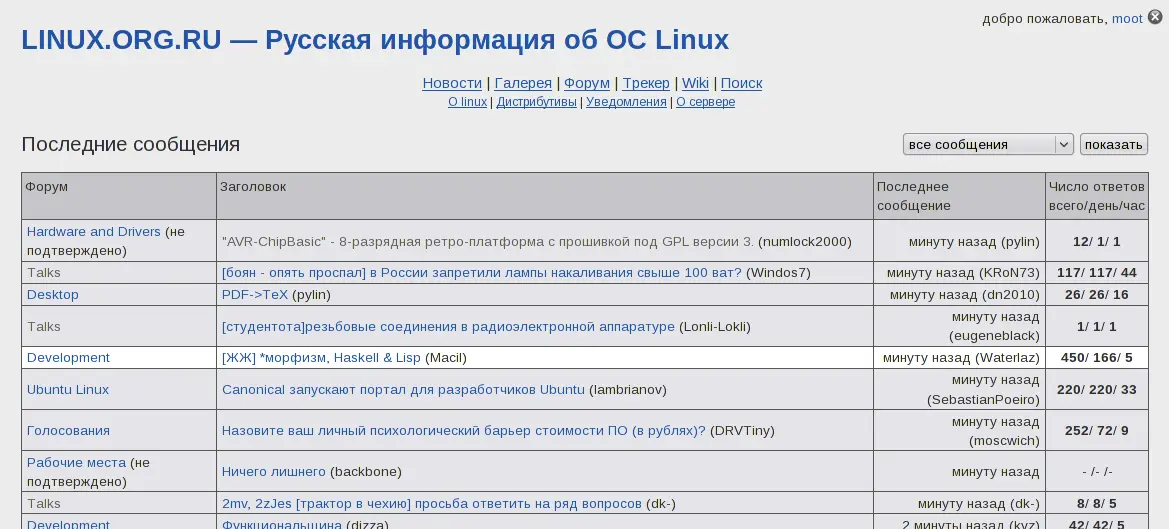 добро пожаловать, moot
LINUX.ORG.RU — Русская информация об ОС Linux
Новости | Галерея | Форум | Трекер | Wiki | Поиск
О linux | Дистрибутивы | Уведомления | О сервере
Последние сообщения
все сообщения показать
Форум Заголовок Последнее сообщение Число ответов всего/день/час
Hardware and Drivers (не подтверждено) "AVR-ChipBasic" - 8-разрядная ретро-платформа с прошивкой под GPL версии 3. (numlock2000) минуту назад (pylin) 12/ 1/ 1
Talks [боян - опять проспал] в России запретили лампы накаливания свыше 100 ват? (Windos7) минуту назад (KRoN73) 117/ 117/ 44
Desktop PDF->TeX (pylin) минуту назад (dn2010) 26/ 26/ 16
Talks [студентота]резьбовые соединения в радиоэлектронной аппаратуре (Lonli-Lokli) минуту назад (eugeneblack) 1/ 1/ 1
Development [ЖЖ] *морфизм, Haskell & Lisp (Macil) минуту назад (Waterlaz) 450/ 166/ 5
Ubuntu Linux Canonical запускают портал для разработчиков Ubuntu (lambrianov) минуту назад (SebastianPoeiro) 220/ 220/ 33
Голосования Назовите ваш личный психологический барьер стоимости ПО (в рублях)? (DRVTiny) минуту назад (moscwich) 252/ 72/ 9
Рабочие места (не подтверждено) Ничего лишнего (backbone) минуту назад - /- /-
Talks 2mv, 2zJes [трактор в чехию] просьба ответить на ряд вопросов (dk-) минуту назад (dk-) 8/ 8/ 5
Development Функциональщина (dizza) 2 минуты назад (kyz) 42/ 42/ 5